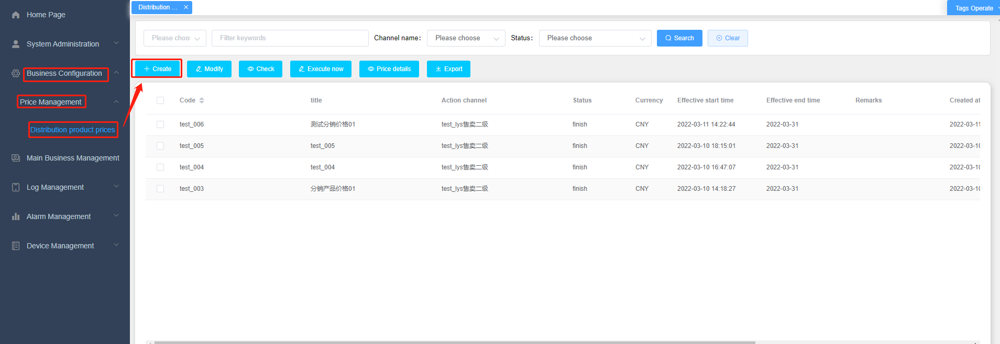 Home Page
System Administration
Business Configuration
Price Management
Distribution product prices
Main Business Management
Log Management
Alarm Management
Device Management
Distribution ...
Tags Operate
Please choo
Filter keywords
Channel name:
Please choose
Status:
Please choose
Search
Clear
Create
Modify
Check
Execute now
Price details
Export
Code title Action channel Status Currency Effective start time Effective end time Remarks Created at
test_006 测试分销价格01 test_lys售卖二级 finish CNY 2022-03-11 14:22:44 2022-03-31 2022-03-11
test_005 test_005 test_lys售卖二级 finish CNY 2022-03-10 18:15:01 2022-03-31 2022-03-10
test_004 test_004 test_lys售卖二级 finish CNY 2022-03-10 16:47:07 2022-03-31 2022-03-10
test_003 分销产品价格01 test_lys售卖二级 finish CNY 2022-03-10 14:18:27 2022-03-31 2022-03-10